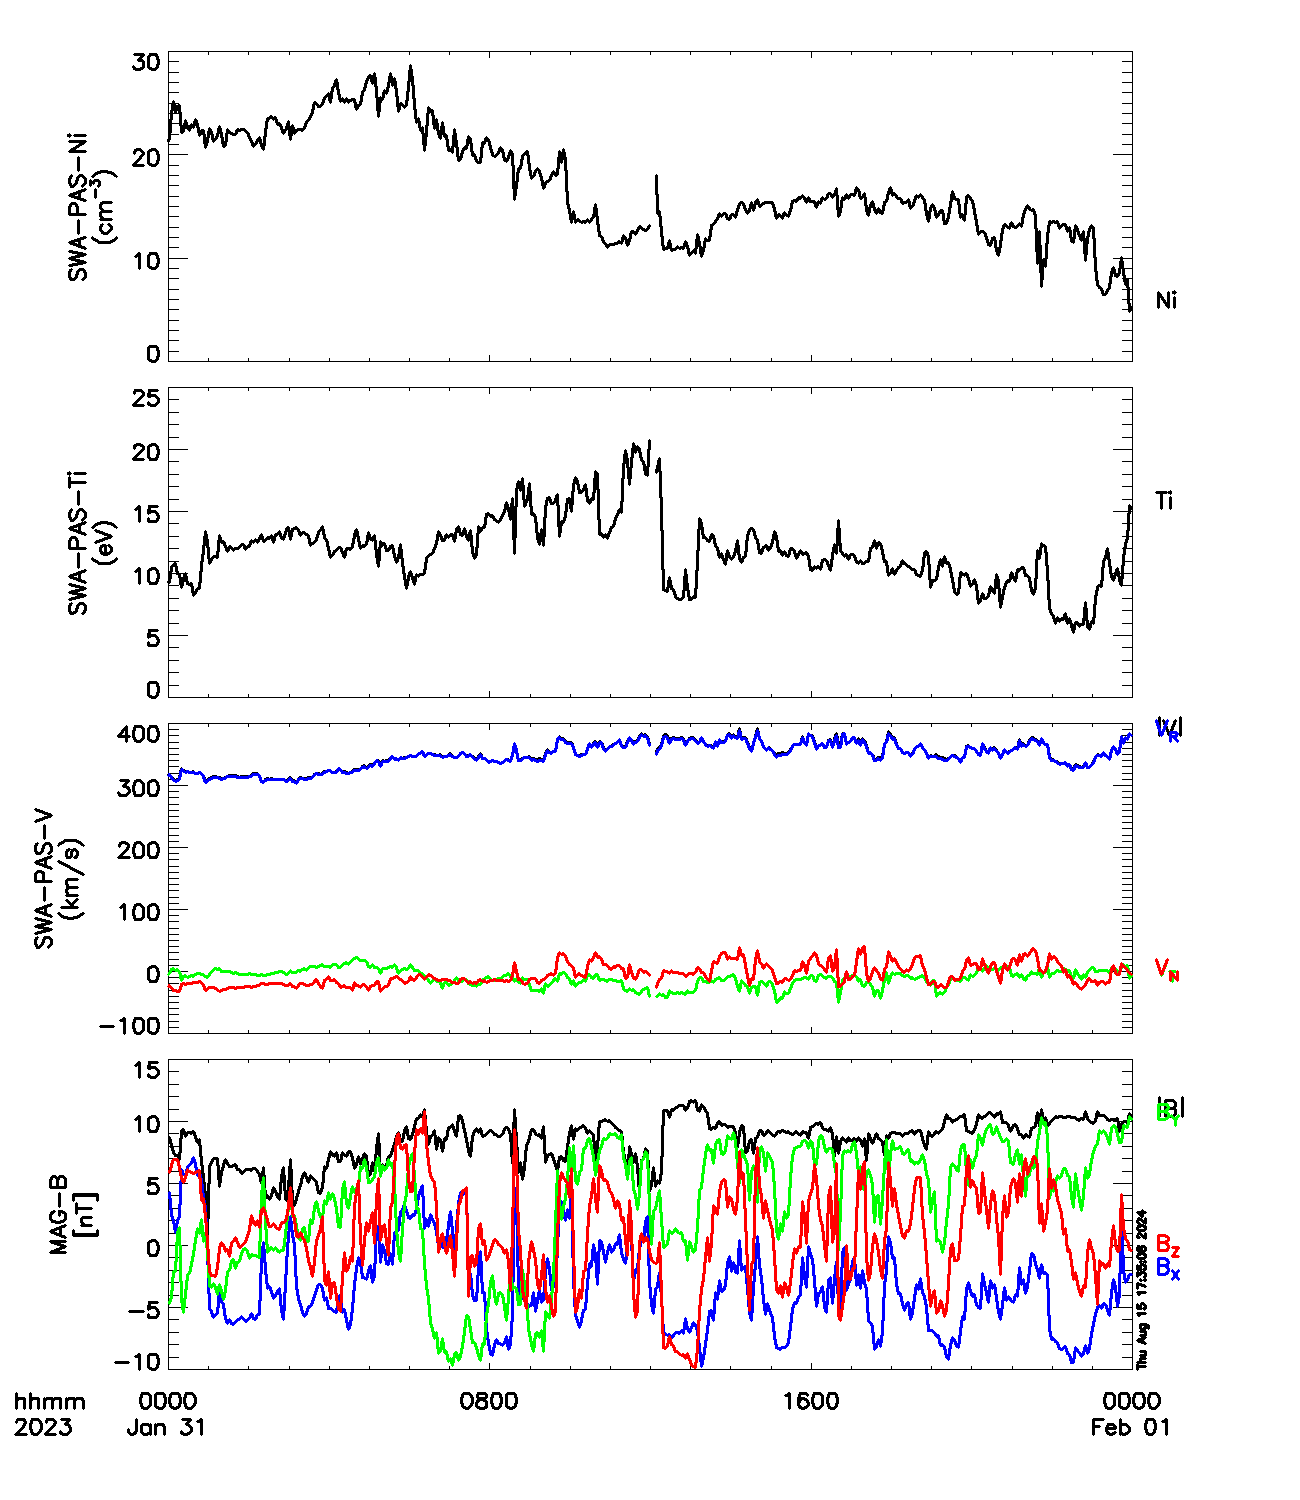 30
20
10
0
SWA-PAS-Ni
(cm⁻³)
Ni
25
20
15
10
5
0
SWA-PAS-Ti
(eV)
Ti
400
300
200
100
0
-100
SWA-PAS-V
(km/s)
|V|
V_R
V_N
15
10
5
0
-5
-10
MAG-B
[nT]
|B|
B_Y
B_Z
B_X
Thu Aug 15 17:35:06 2024
hhmm 0000 0800 1600 0000
2023 Jan 31 Feb 01